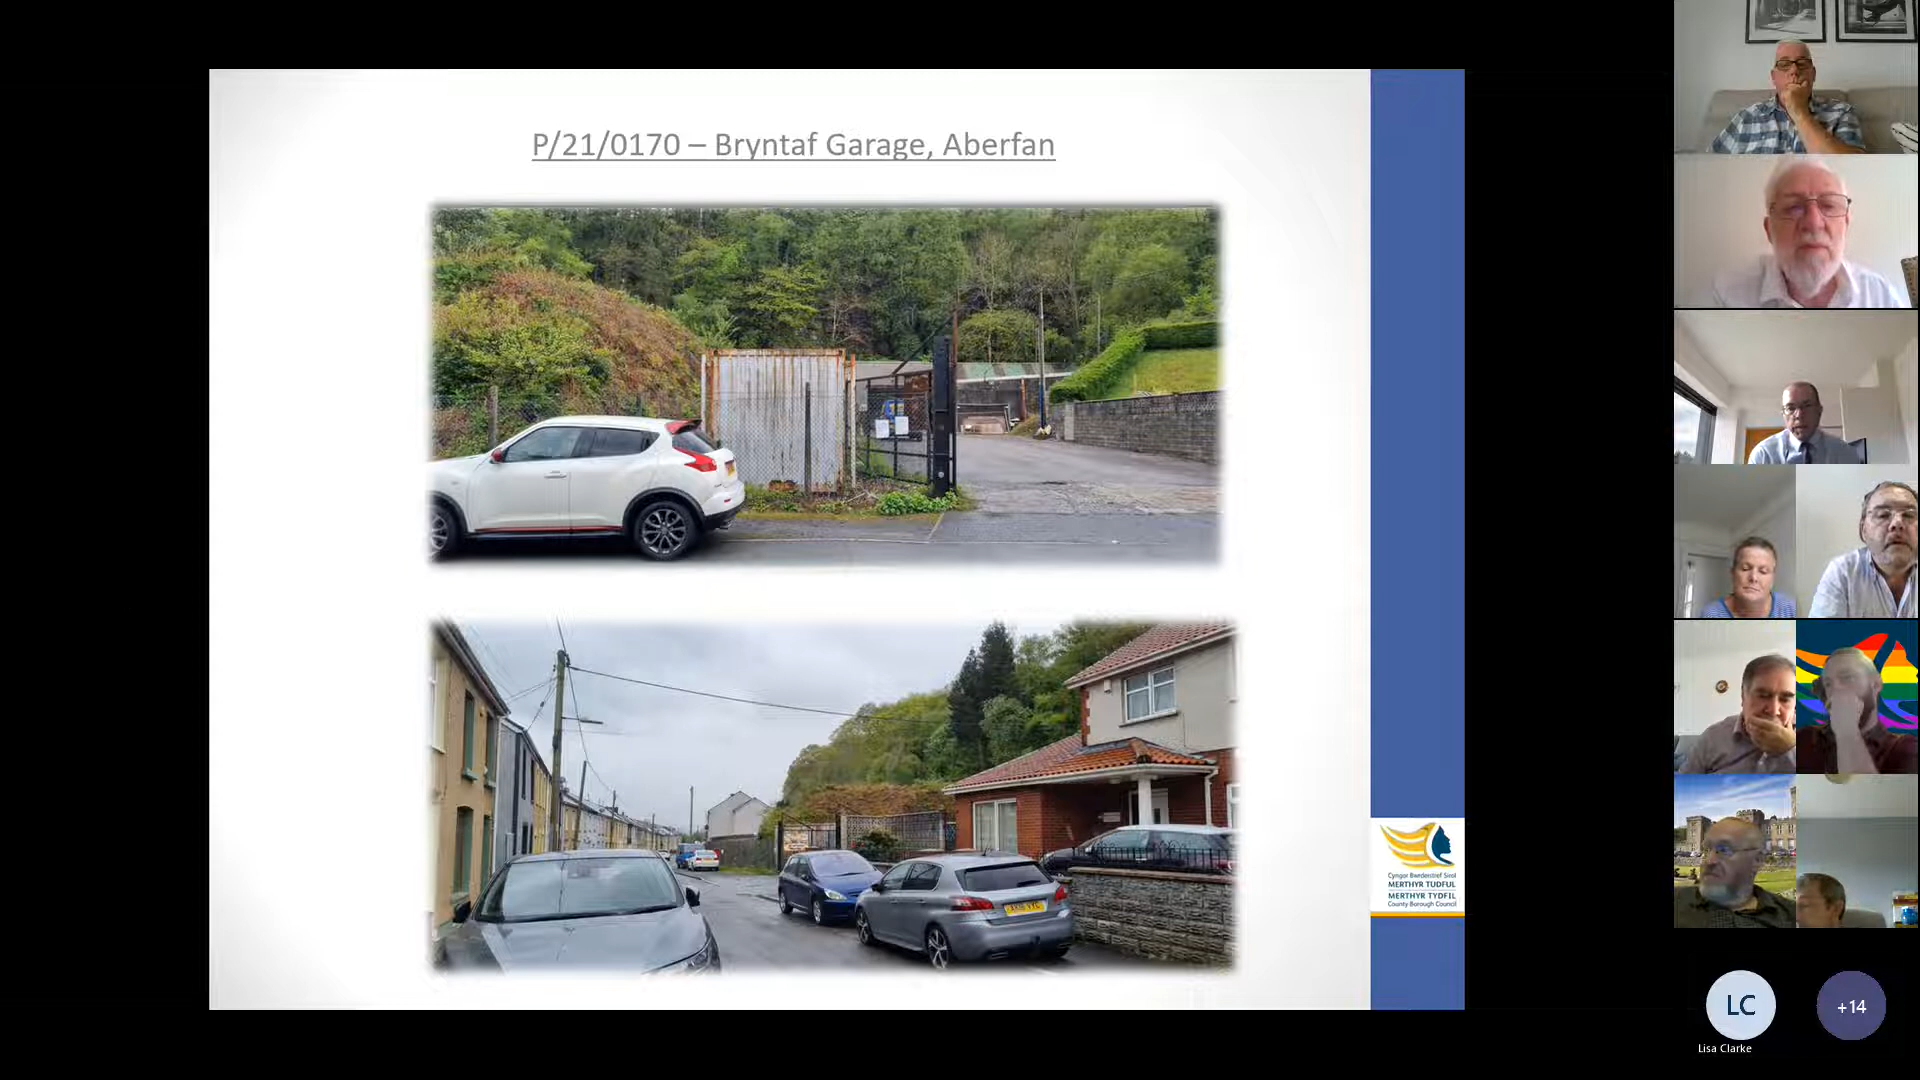 P/21/0170 – Bryntaf Garage, Aberfan
Cyngor Bwrdeistref Sirol
MERTHYR TUDFUL
MERTHYR TYDFIL
County Borough Council
LC
+14
Lisa Clarke